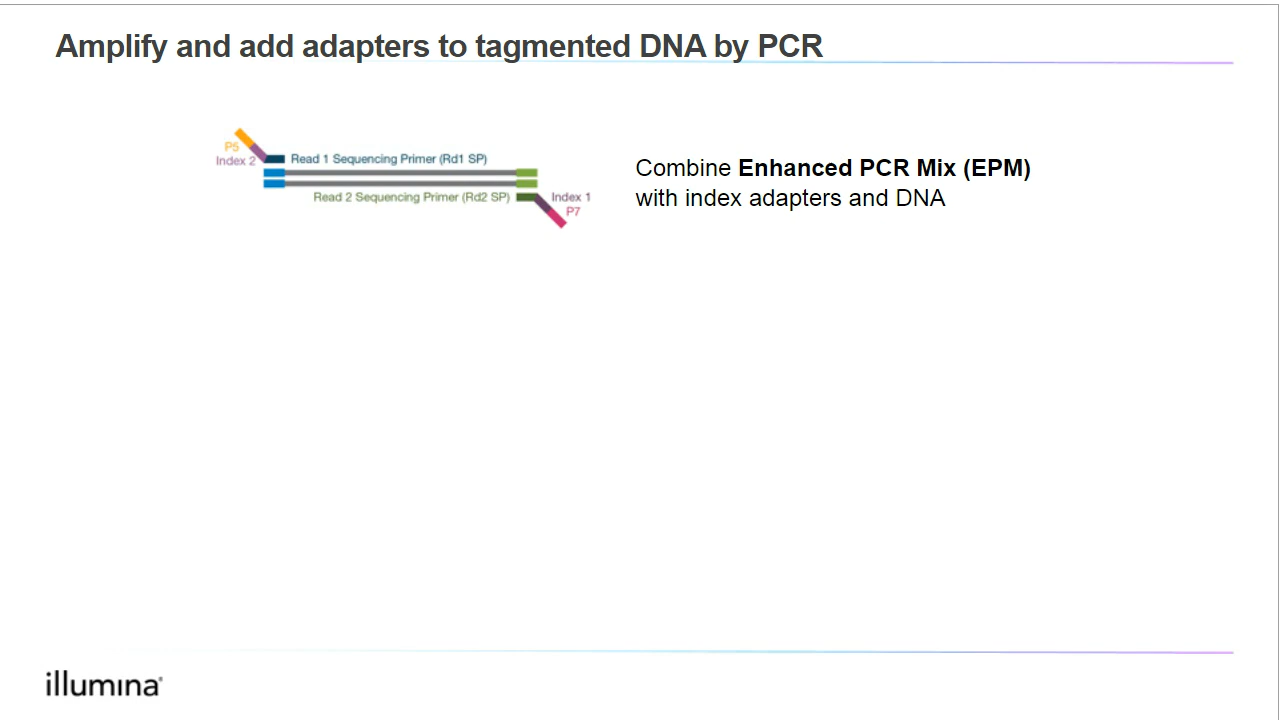 Amplify and add adapters to tagmented DNA by PCR
P5
Index 2
Read 1 Sequencing Primer (Rd1 SP)
Read 2 Sequencing Primer (Rd2 SP)
Index 1
P7
Combine Enhanced PCR Mix (EPM)
with index adapters and DNA
illumina®